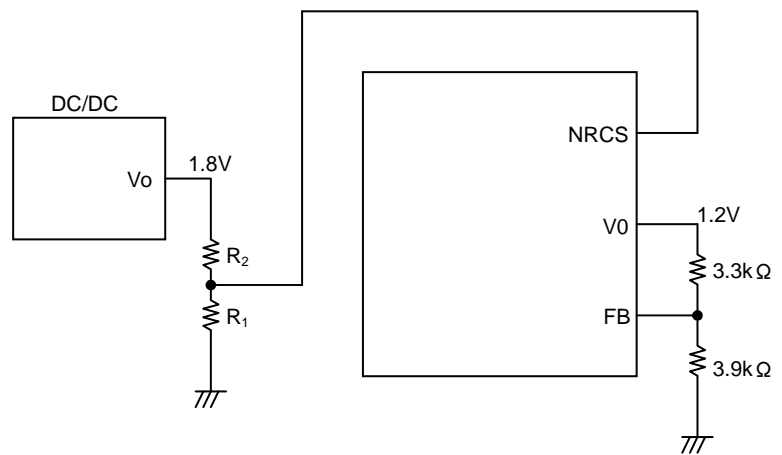 DC/DC
NRCS
1.8V
Vo
1.2V
V0
R₂
3.3kΩ
R₁
FB
3.9kΩ